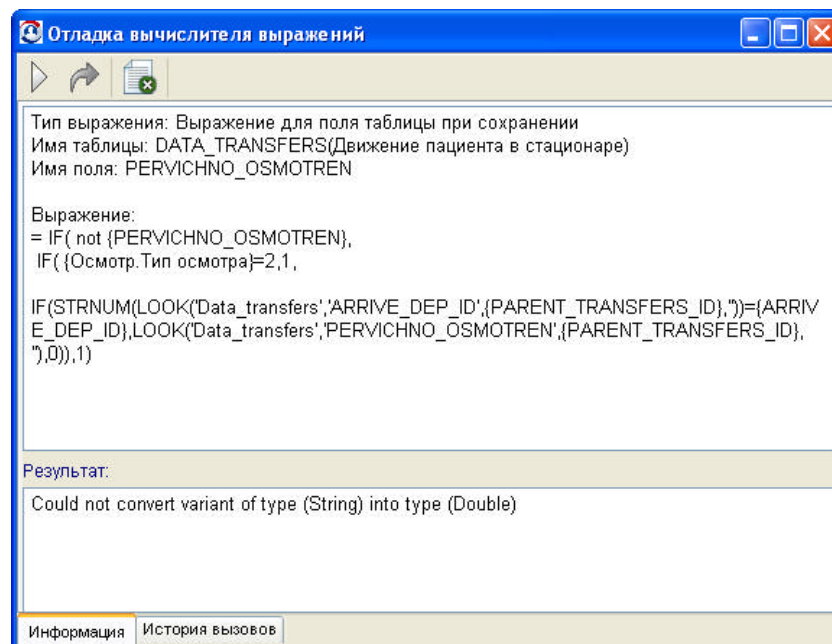 Отладка вычислителя выражений
Тип выражения: Выражение для поля таблицы при сохранении
Имя таблицы: DATA_TRANSFERS(Движение пациента в стационаре)
Имя поля: PERVICHNO_OSMOTREN
Выражение:
= IF( not {PERVICHNO_OSMOTREN},
IF( {Осмотр.Тип осмотра}=2,1,
IF(STRNUM(LOOK('Data_transfers','ARRIVE_DEP_ID',{PARENT_TRANSFERS_ID},''))={ARRIV
E_DEP_ID},LOOK('Data_transfers','PERVICHNO_OSMOTREN',{PARENT_TRANSFERS_ID},
''),0)),1)
Результат:
Could not convert variant of type (String) into type (Double)
Информация История вызовов